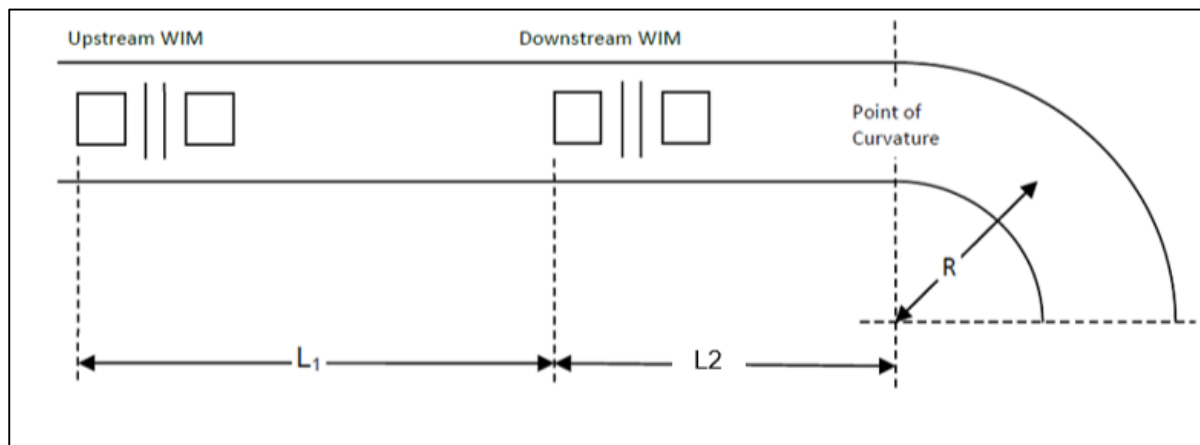 Upstream WIM
Downstream WIM
Point of
Curvature
R
L₁
L2